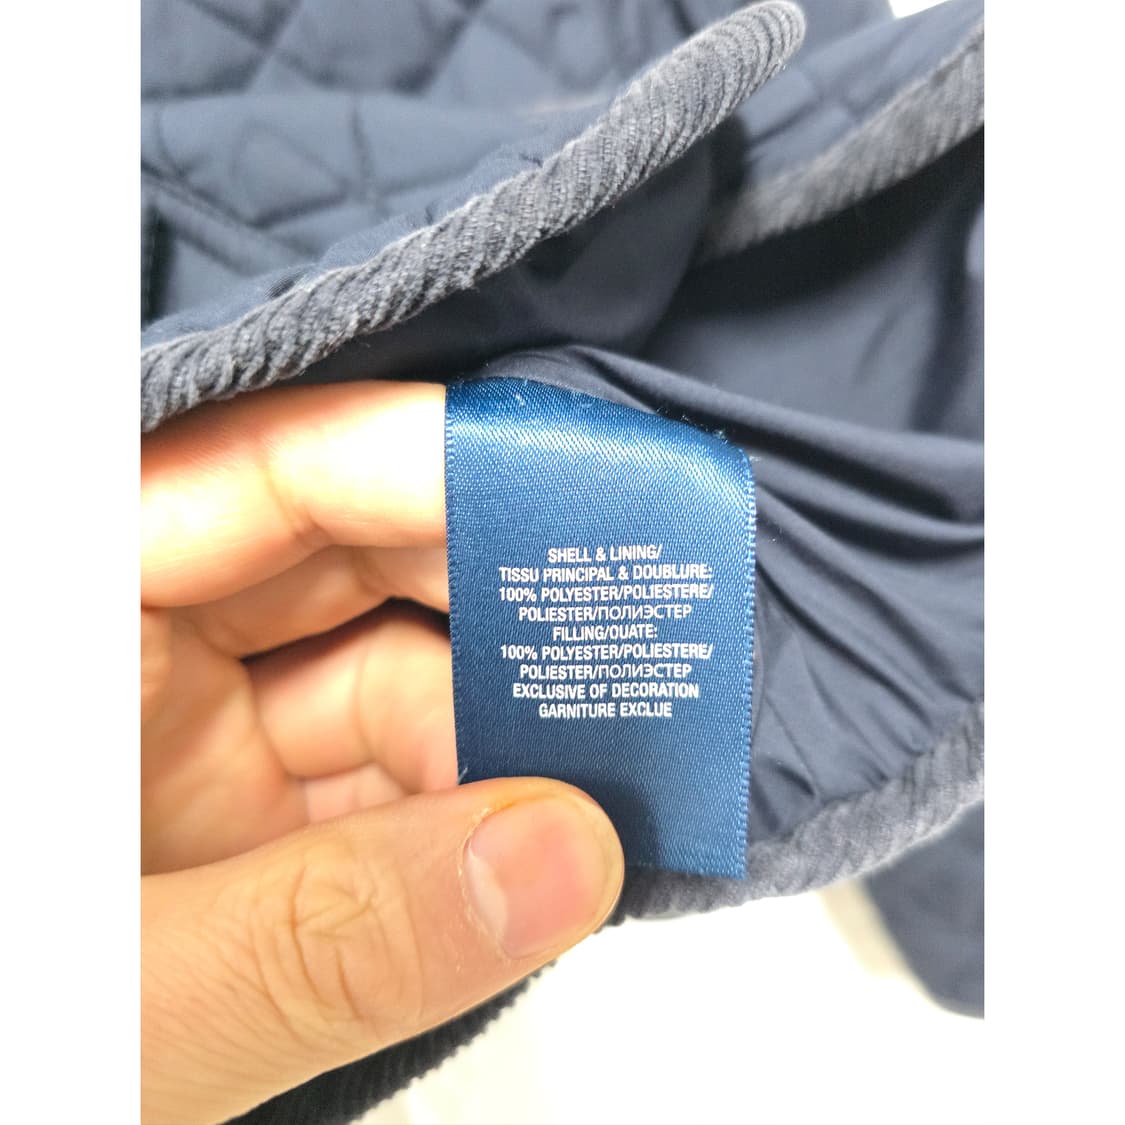 SHELL & LINING/
TISSU PRINCIPAL & DOUBLURE:
100% POLYESTER/POLIESTERE/
POLIESTER/ПОЛИЭСТЕР
FILLING/OUATE:
100% POLYESTER/POLIESTERE/
POLIESTER/ПОЛИЭСТЕР
EXCLUSIVE OF DECORATION
GARNITURE EXCLUE